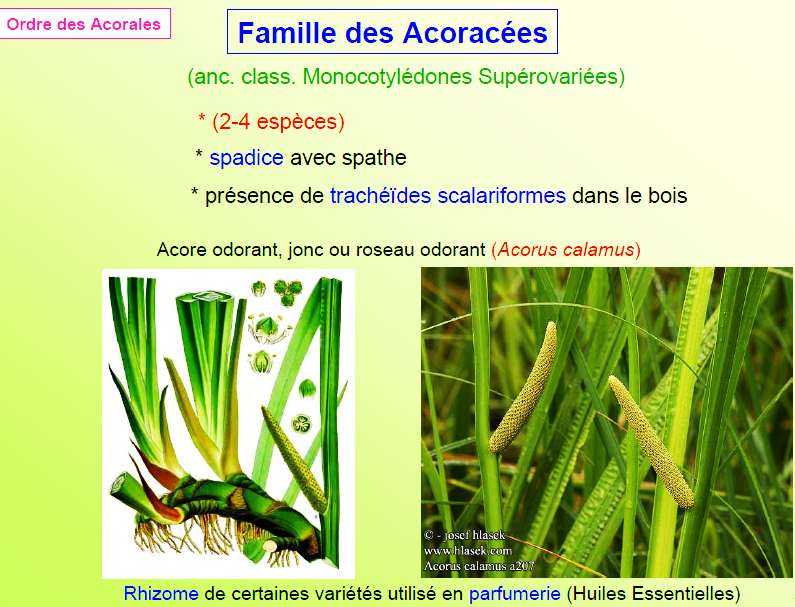 Ordre des Acorales
Famille des Acoracées
(anc. class. Monocotylédones Supérovariées)
* (2-4 espèces)
* spadice avec spathe
* présence de trachéïdes scalariformes dans le bois
Acore odorant, jonc ou roseau odorant (Acorus calamus)
© - josef hlasek
www.hlasek.com
Acorus calamus a207
Rhizome de certaines variétés utilisé en parfumerie (Huiles Essentielles)